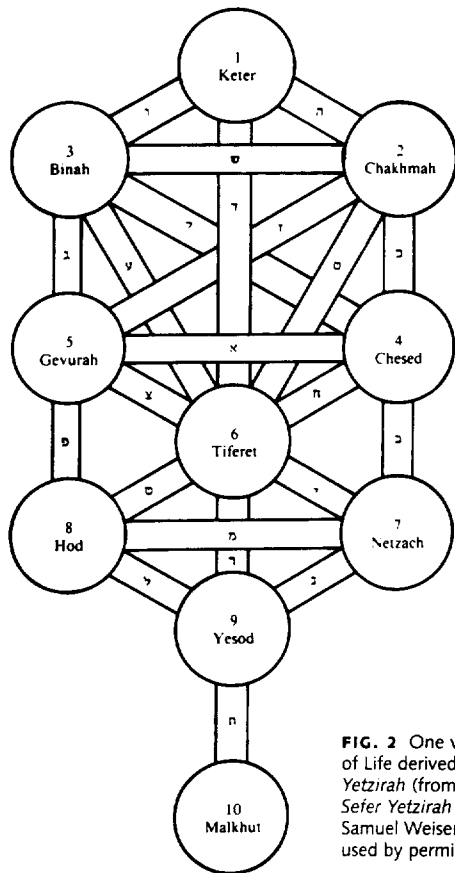 1
Keter
ו
ה
3
Binah
ש
2
Chakhmah
ק
ד
ז
ע
ט
5
Gevurah
א
4
Chesed
צ
ח
6
Tiferet
פ
ס
י
8
Hod
מ
7
Netzach
ר
ל
נ
9
Yesod
ת
10
Malkhut
FIG. 2 One v
of Life derived
Yetzirah (from
Sefer Yetzirah
Samuel Weiser
used by permi